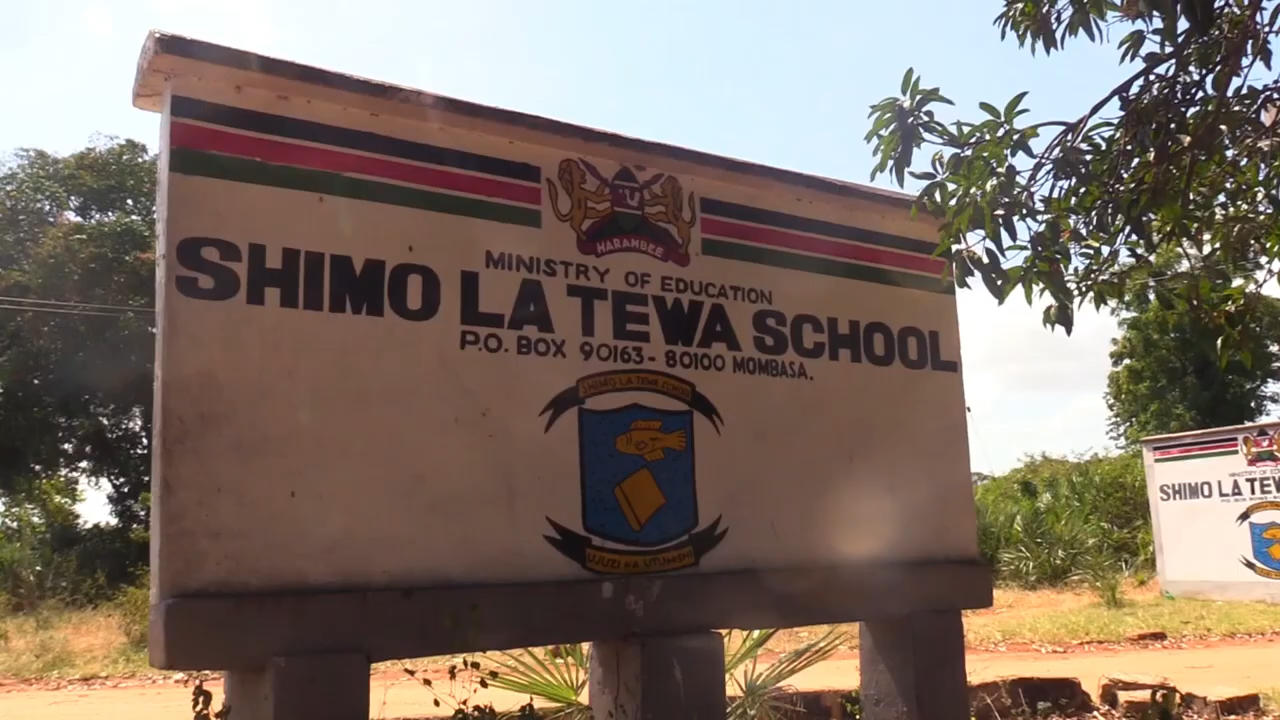 HARAMBEE
MINISTRY OF EDUCATION
SHIMO LA TEWA SCHOOL
P.O. BOX 90163 - 80100 MOMBASA.
SHIMO LA TEWA SCHOOL
UJUZI NA UTUMISHI
MINISTRY OF ED
SHIMO LA TEW